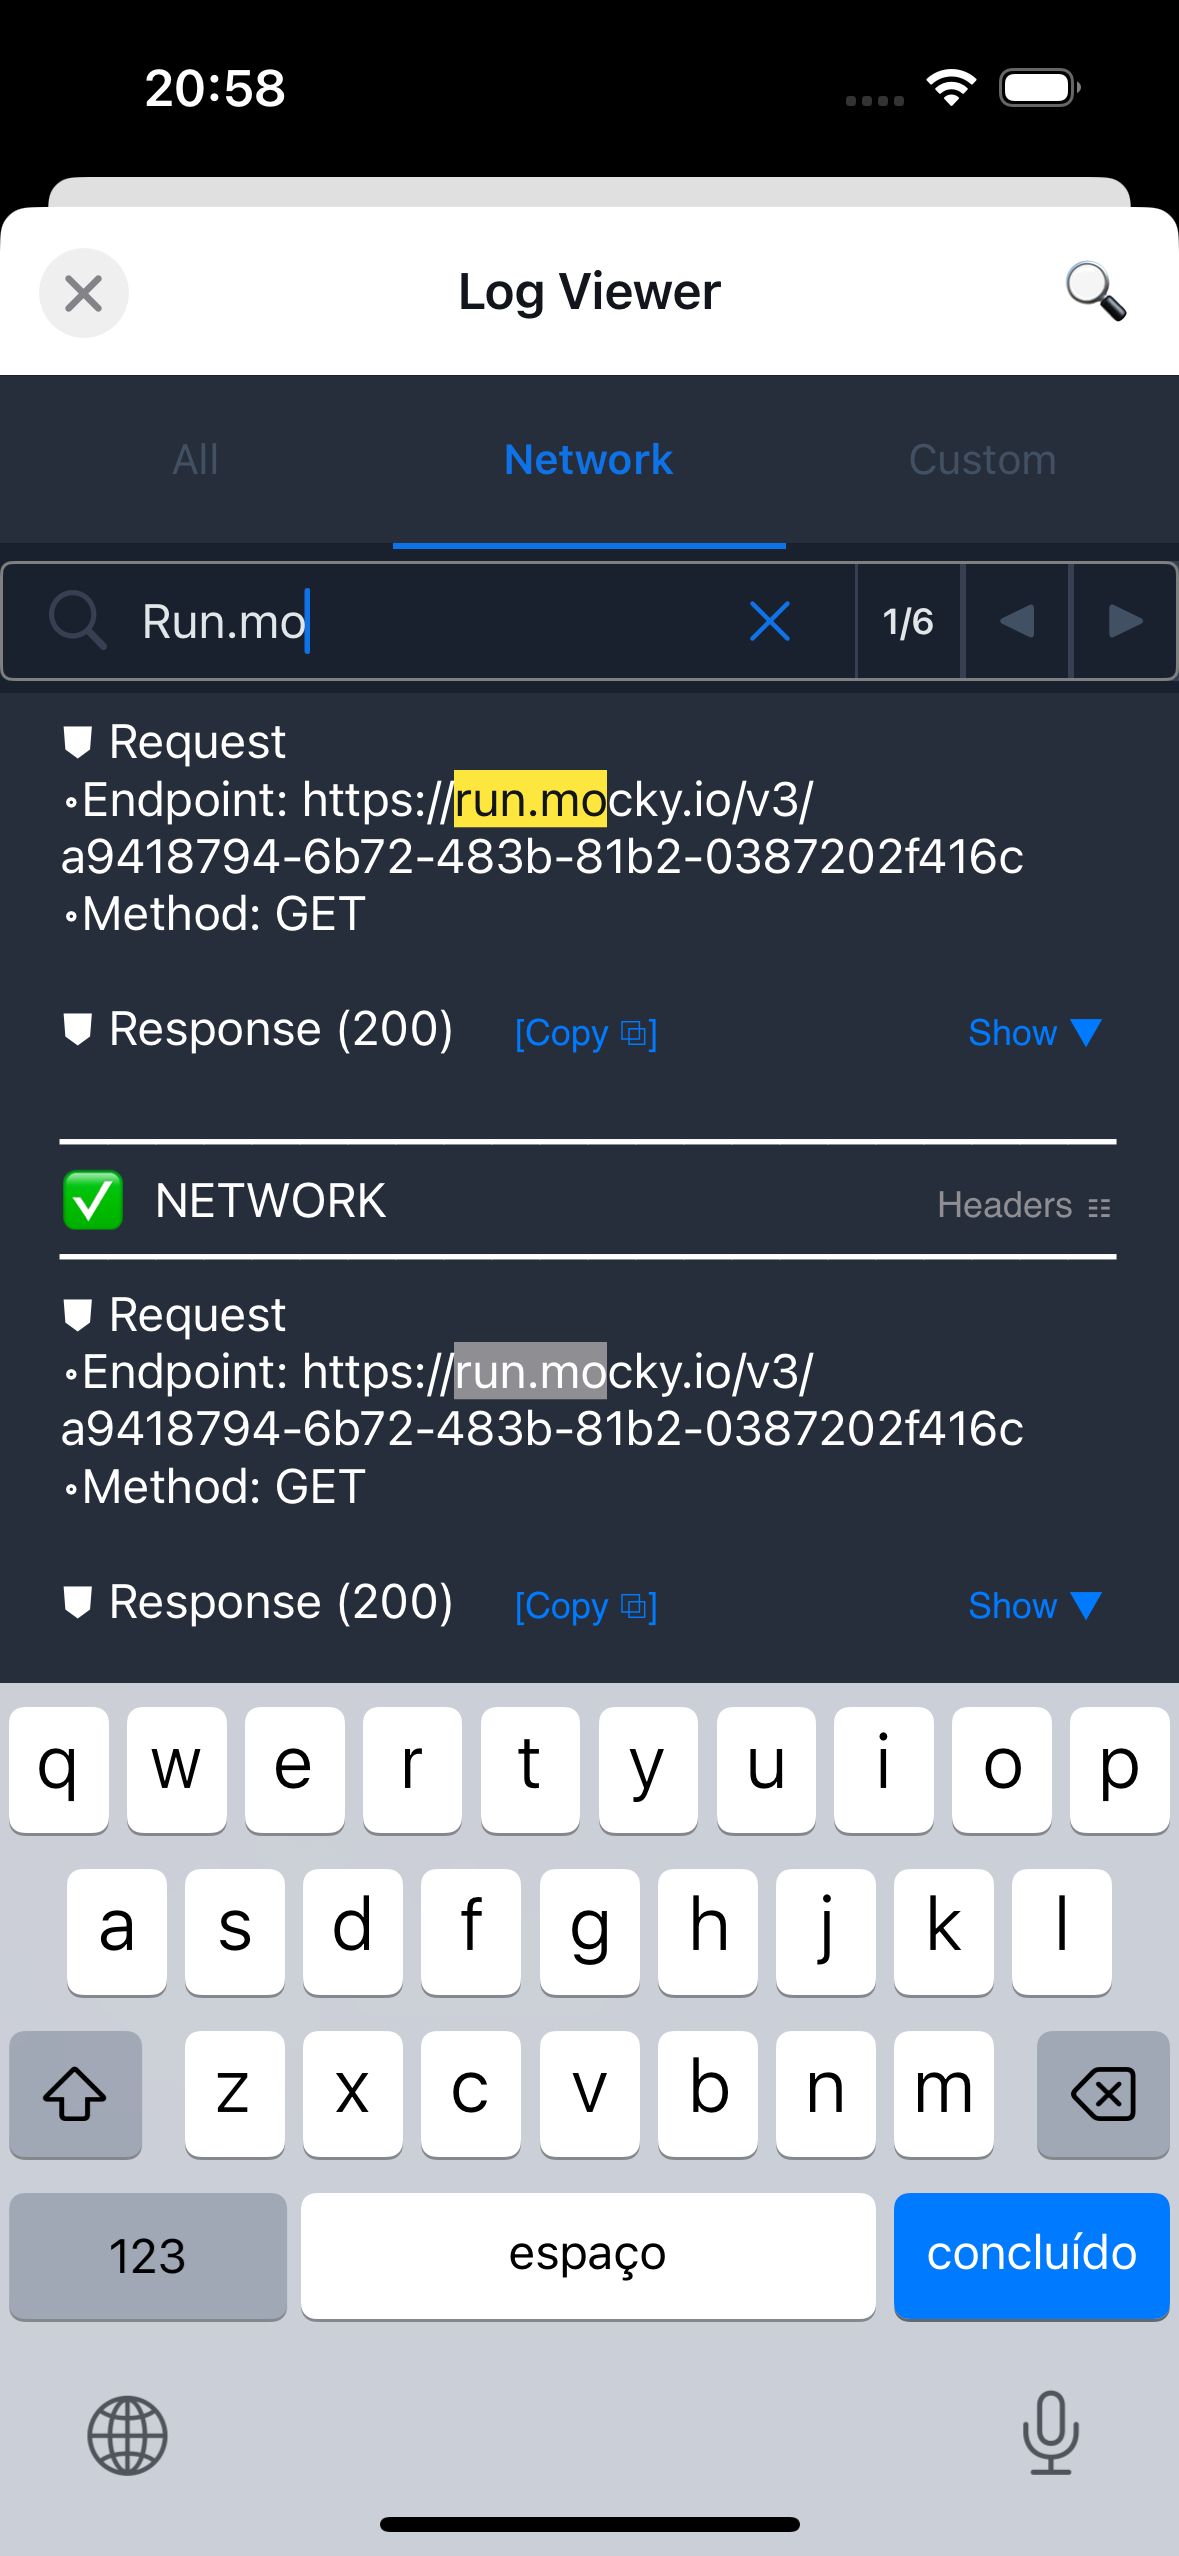 20:58
Log Viewer
All Network Custom
Run.mo 1/6
Request
Endpoint: https://run.mocky.io/v3/
a9418794-6b72-483b-81b2-0387202f416c
Method: GET
Response (200) [Copy ⧉] Show ▼
✅ NETWORK Headers
Request
Endpoint: https://run.mocky.io/v3/
a9418794-6b72-483b-81b2-0387202f416c
Method: GET
Response (200) [Copy ⧉] Show ▼
q w e r t y u i o p
a s d f g h j k l
z x c v b n m
123 espaço concluído